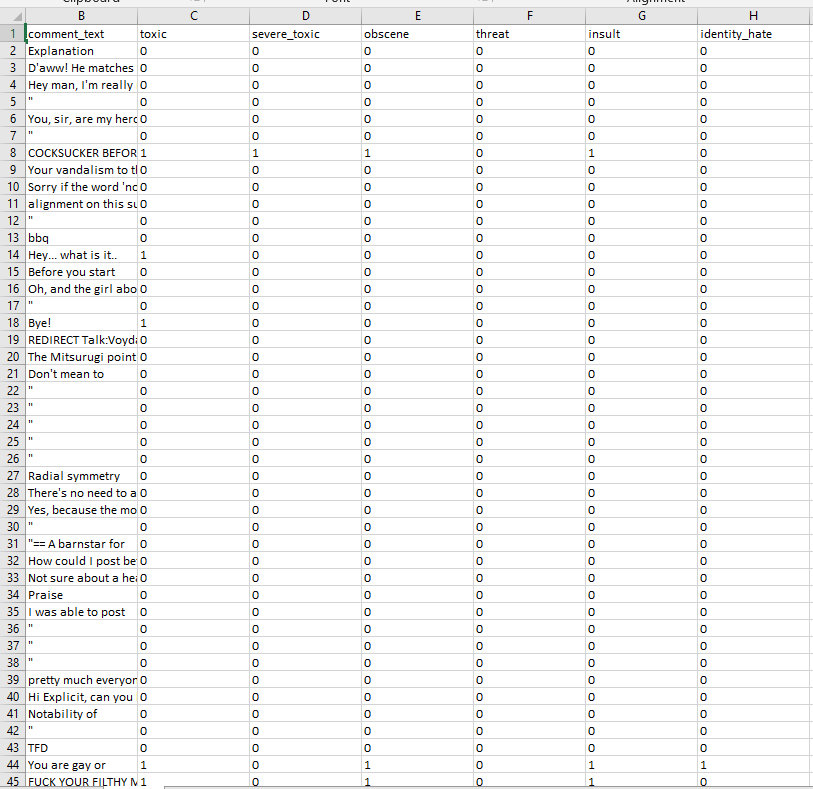 B C D E F G H
1 comment_text toxic severe_toxic obscene threat insult identity_hate
2 Explanation 0 0 0 0 0 0
3 D'aww! He matches 0 0 0 0 0 0
4 Hey man, I'm really 0 0 0 0 0 0
5 " 0 0 0 0 0 0
6 You, sir, are my hero 0 0 0 0 0 0
7 " 0 0 0 0 0 0
8 COCKSUCKER BEFOR 1 1 1 0 1 0
9 Your vandalism to th 0 0 0 0 0 0
10 Sorry if the word 'no 0 0 0 0 0 0
11 alignment on this su 0 0 0 0 0 0
12 " 0 0 0 0 0 0
13 bbq 0 0 0 0 0 0
14 Hey... what is it.. 1 0 0 0 0 0
15 Before you start 0 0 0 0 0 0
16 Oh, and the girl abo 0 0 0 0 0 0
17 " 0 0 0 0 0 0
18 Bye! 1 0 0 0 0 0
19 REDIRECT Talk:Voyda 0 0 0 0 0 0
20 The Mitsurugi point 0 0 0 0 0 0
21 Don't mean to 0 0 0 0 0 0
22 " 0 0 0 0 0 0
23 " 0 0 0 0 0 0
24 " 0 0 0 0 0 0
25 " 0 0 0 0 0 0
26 " 0 0 0 0 0 0
27 Radial symmetry 0 0 0 0 0 0
28 There's no need to a 0 0 0 0 0 0
29 Yes, because the mo 0 0 0 0 0 0
30 " 0 0 0 0 0 0
31 "== A barnstar for 0 0 0 0 0 0
32 How could I post be 0 0 0 0 0 0
33 Not sure about a hea 0 0 0 0 0 0
34 Praise 0 0 0 0 0 0
35 I was able to post 0 0 0 0 0 0
36 " 0 0 0 0 0 0
37 " 0 0 0 0 0 0
38 " 0 0 0 0 0 0
39 pretty much everyon 0 0 0 0 0 0
40 Hi Explicit, can you 0 0 0 0 0 0
41 Notability of 0 0 0 0 0 0
42 " 0 0 0 0 0 0
43 TFD 0 0 0 0 0 0
44 You are gay or 1 0 1 0 1 1
45 FUCK YOUR FILTHY M 1 0 1 0 1 0